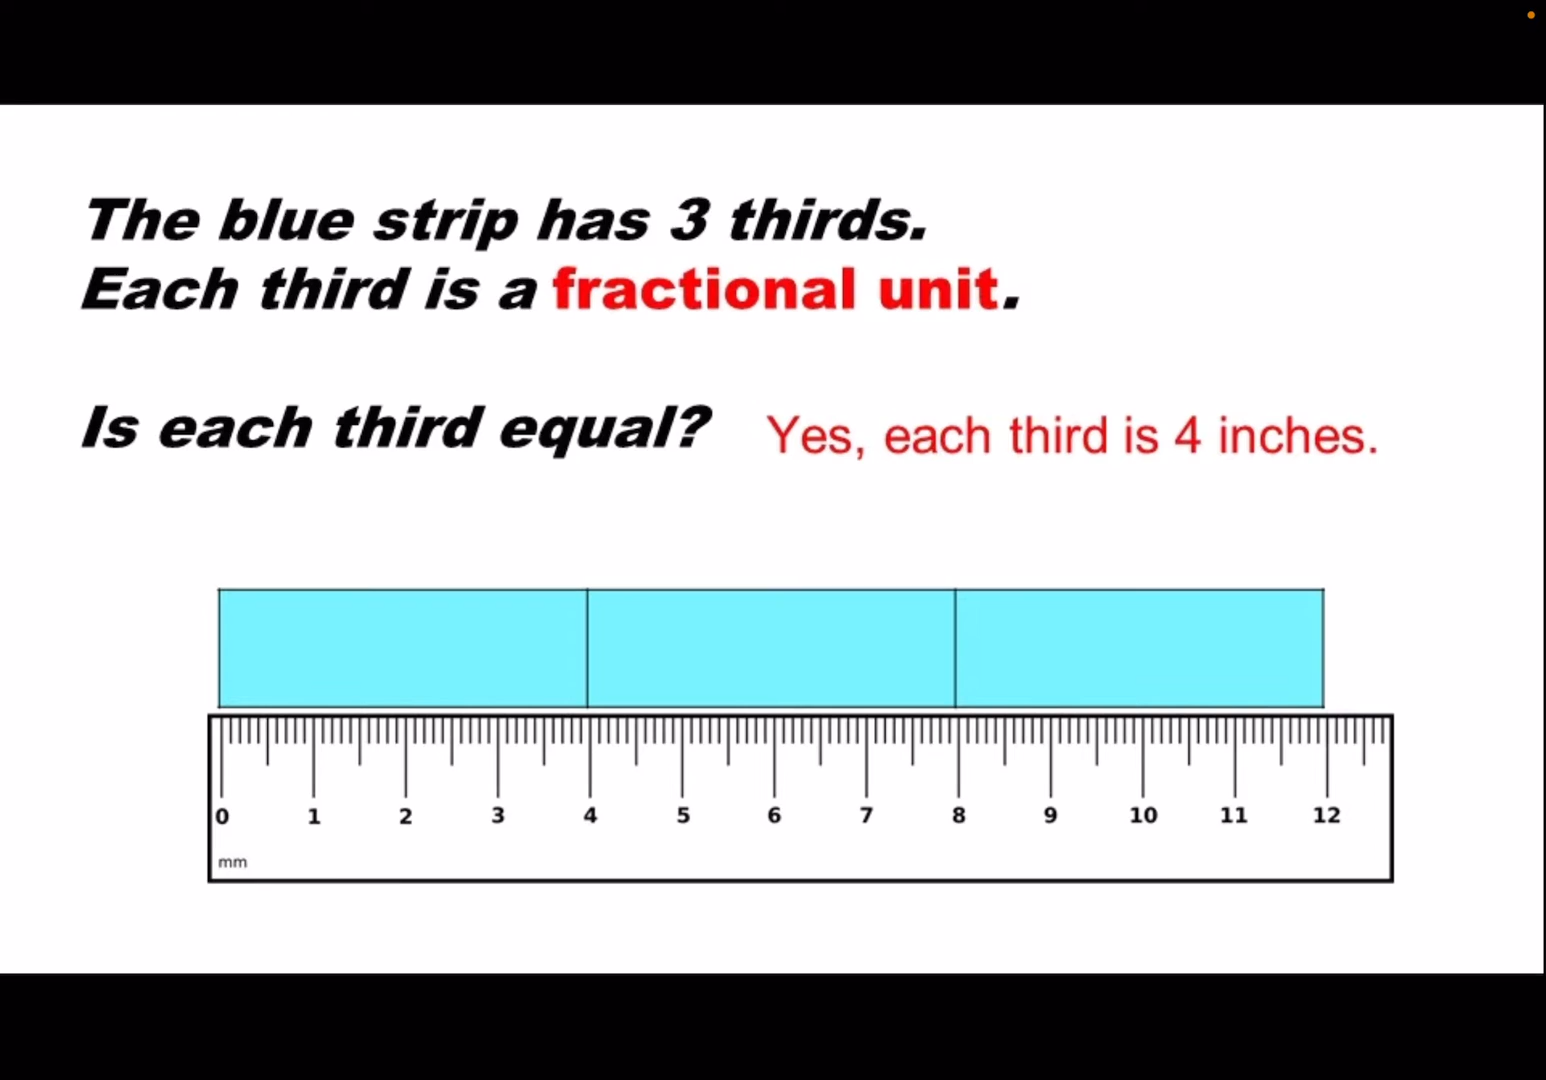 The blue strip has 3 thirds.
Each third is a fractional unit.
Is each third equal? Yes, each third is 4 inches.
0 1 2 3 4 5 6 7 8 9 10 11 12
mm